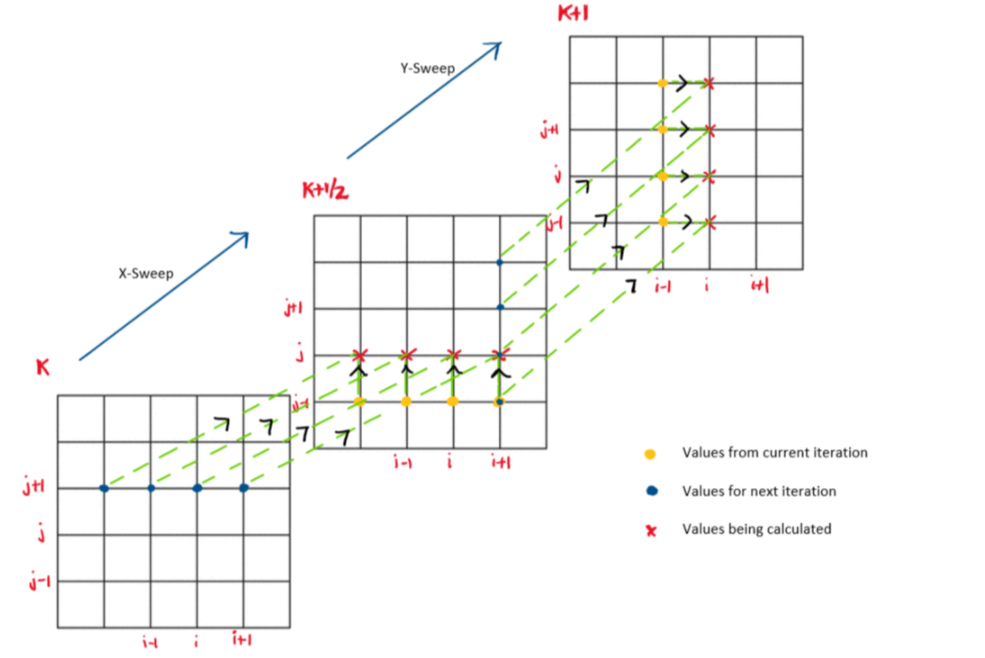 K+1
Y-Sweep
j+1
j
j-1
i-1 i i+1
K+1/2
X-Sweep
j+1
j
j-1
i-1 i i+1
K
j+1
j
j-1
i-1 i i+1
Values from current iteration
Values for next iteration
Values being calculated